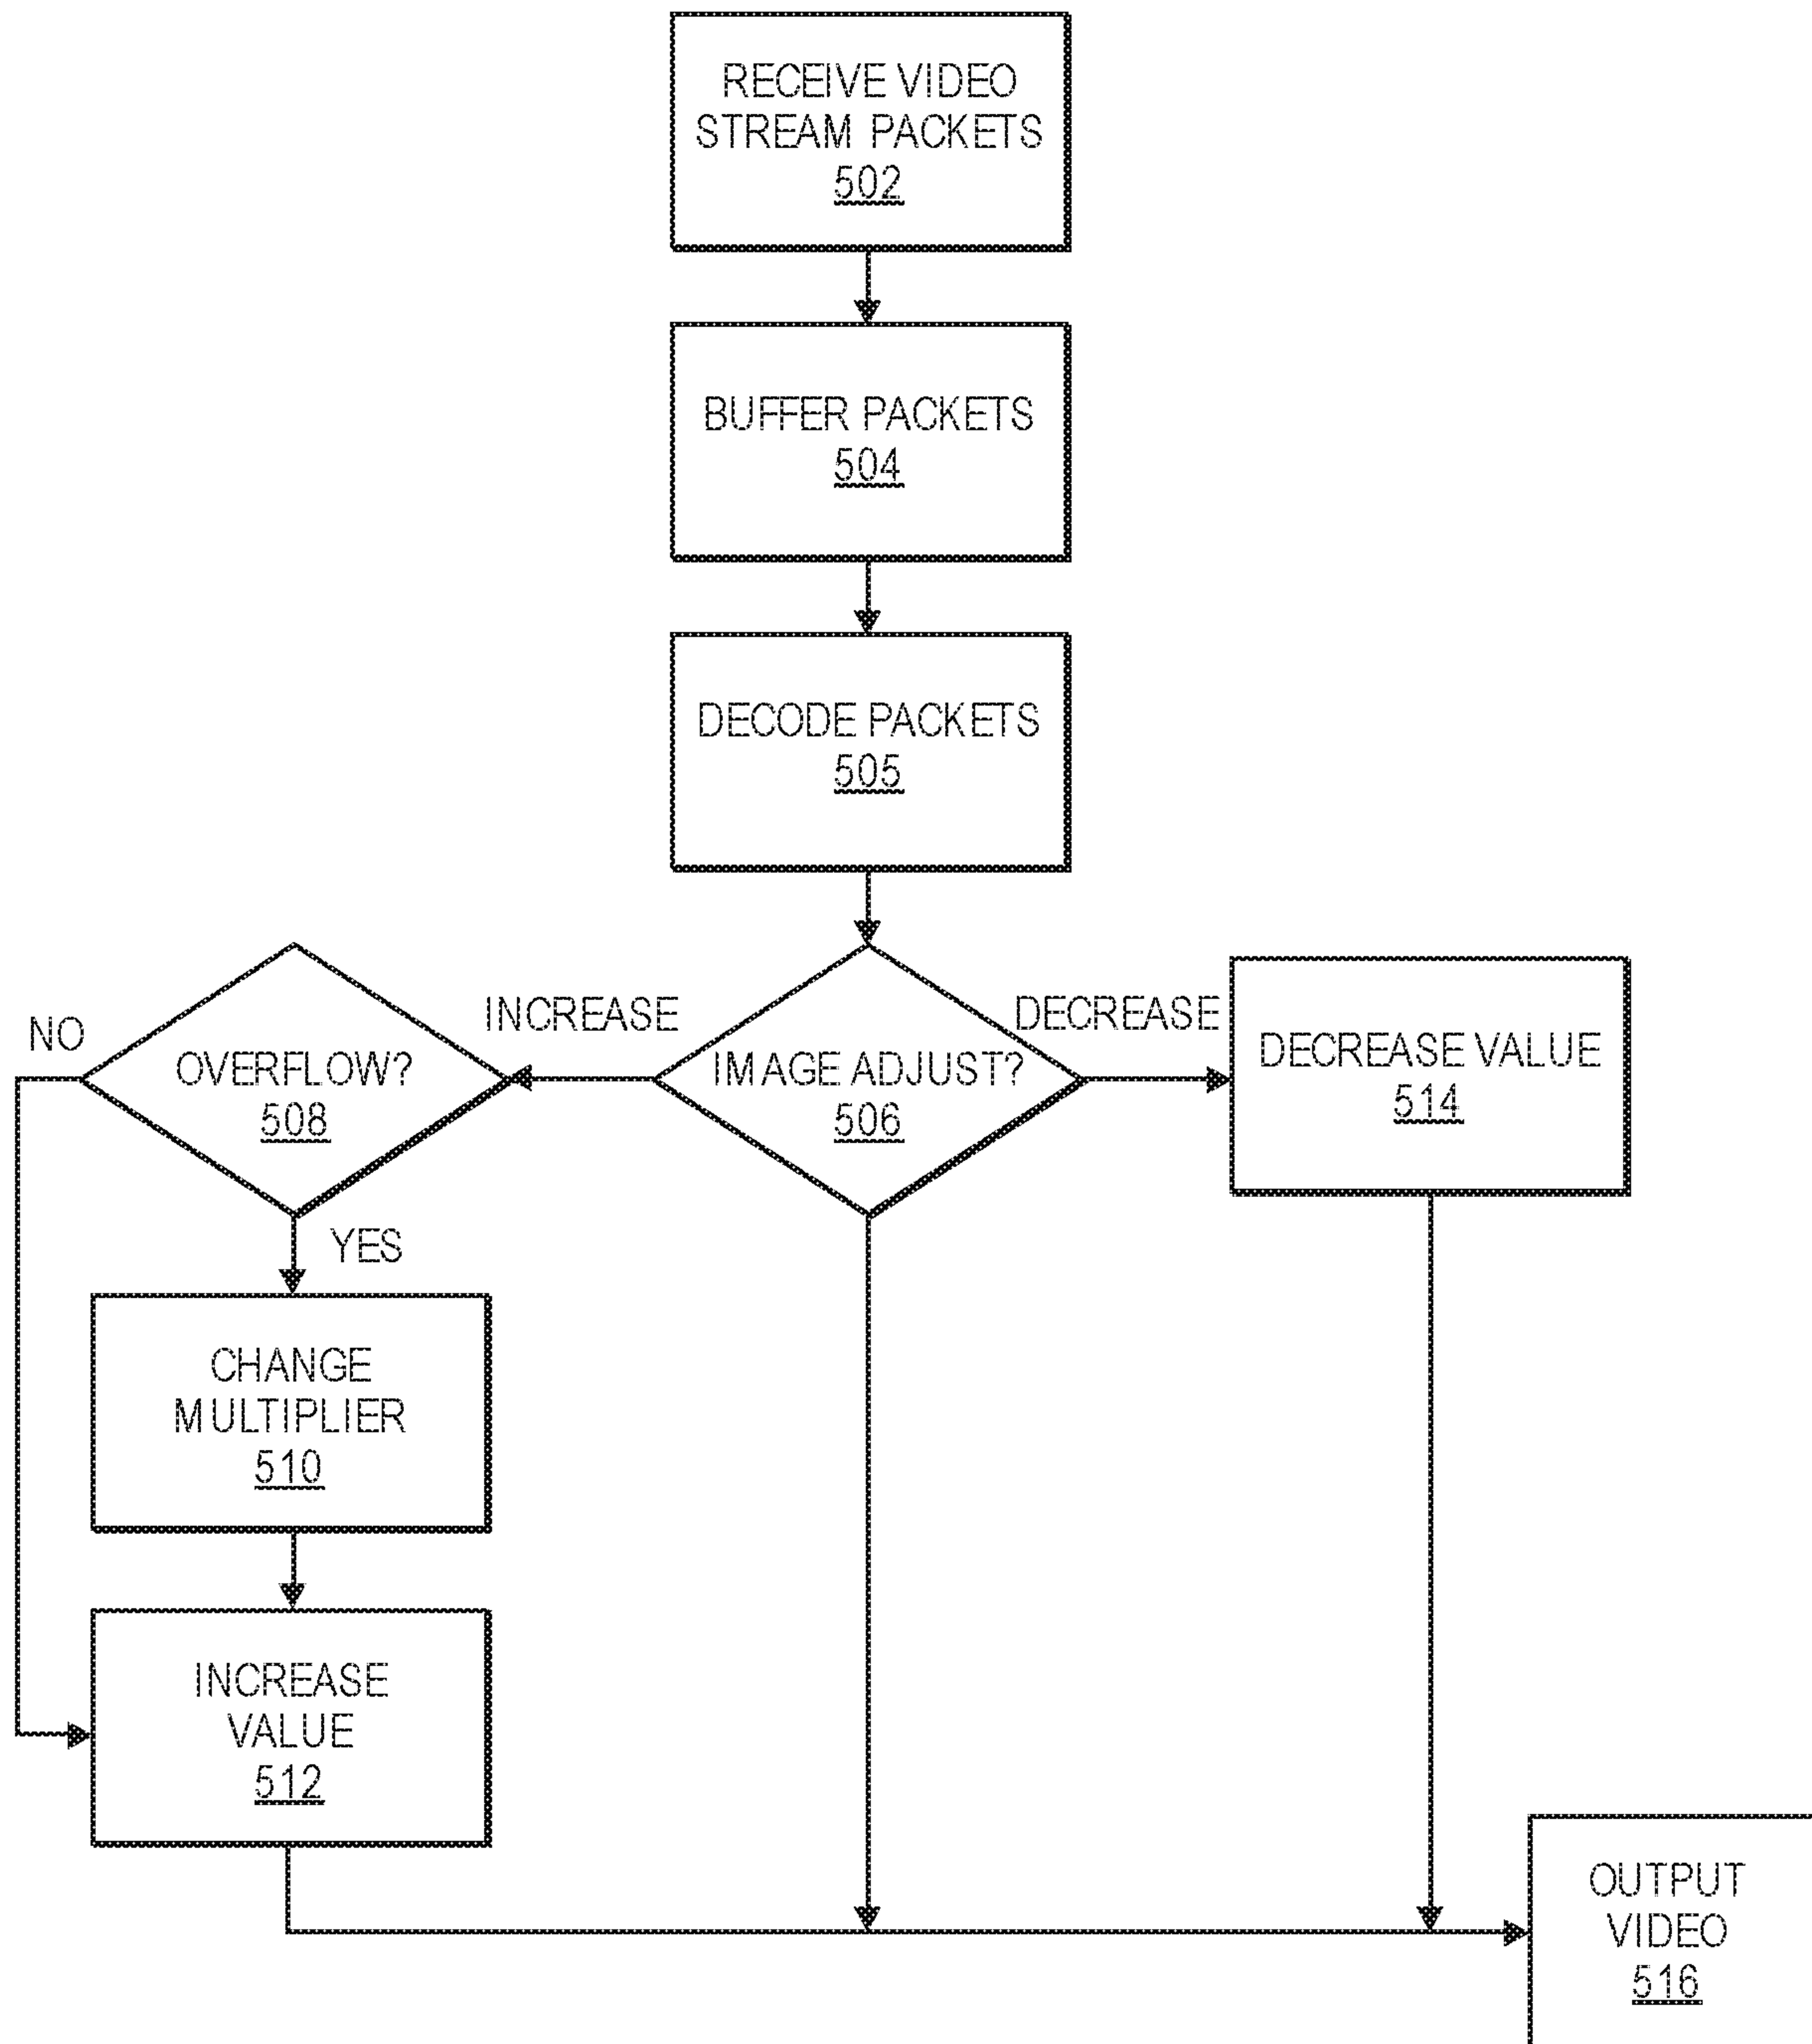 RECEIVE VIDEO
STREAM PACKETS
502
BUFFER PACKETS
504
DECODE PACKETS
505
NO
OVERFLOW?
508
INCREASE
IMAGE ADJUST?
506
DECREASE
DECREASE VALUE
514
YES
CHANGE
MULTIPLIER
510
INCREASE
VALUE
512
OUTPUT
VIDEO
516